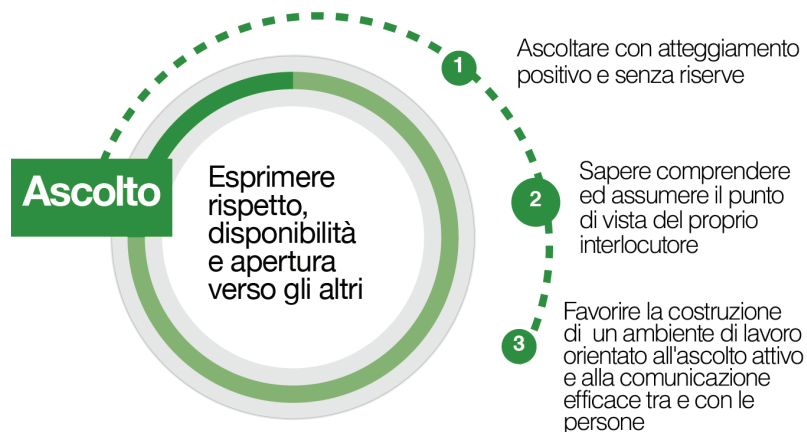 Ascolto
Esprimere
rispetto,
disponibilità
e apertura
verso gli altri
1
Ascoltare con atteggiamento
positivo e senza riserve
2
Sapere comprendere
ed assumere il punto
di vista del proprio
interlocutore
3
Favorire la costruzione
di un ambiente di lavoro
orientato all'ascolto attivo
e alla comunicazione
efficace tra e con le
persone